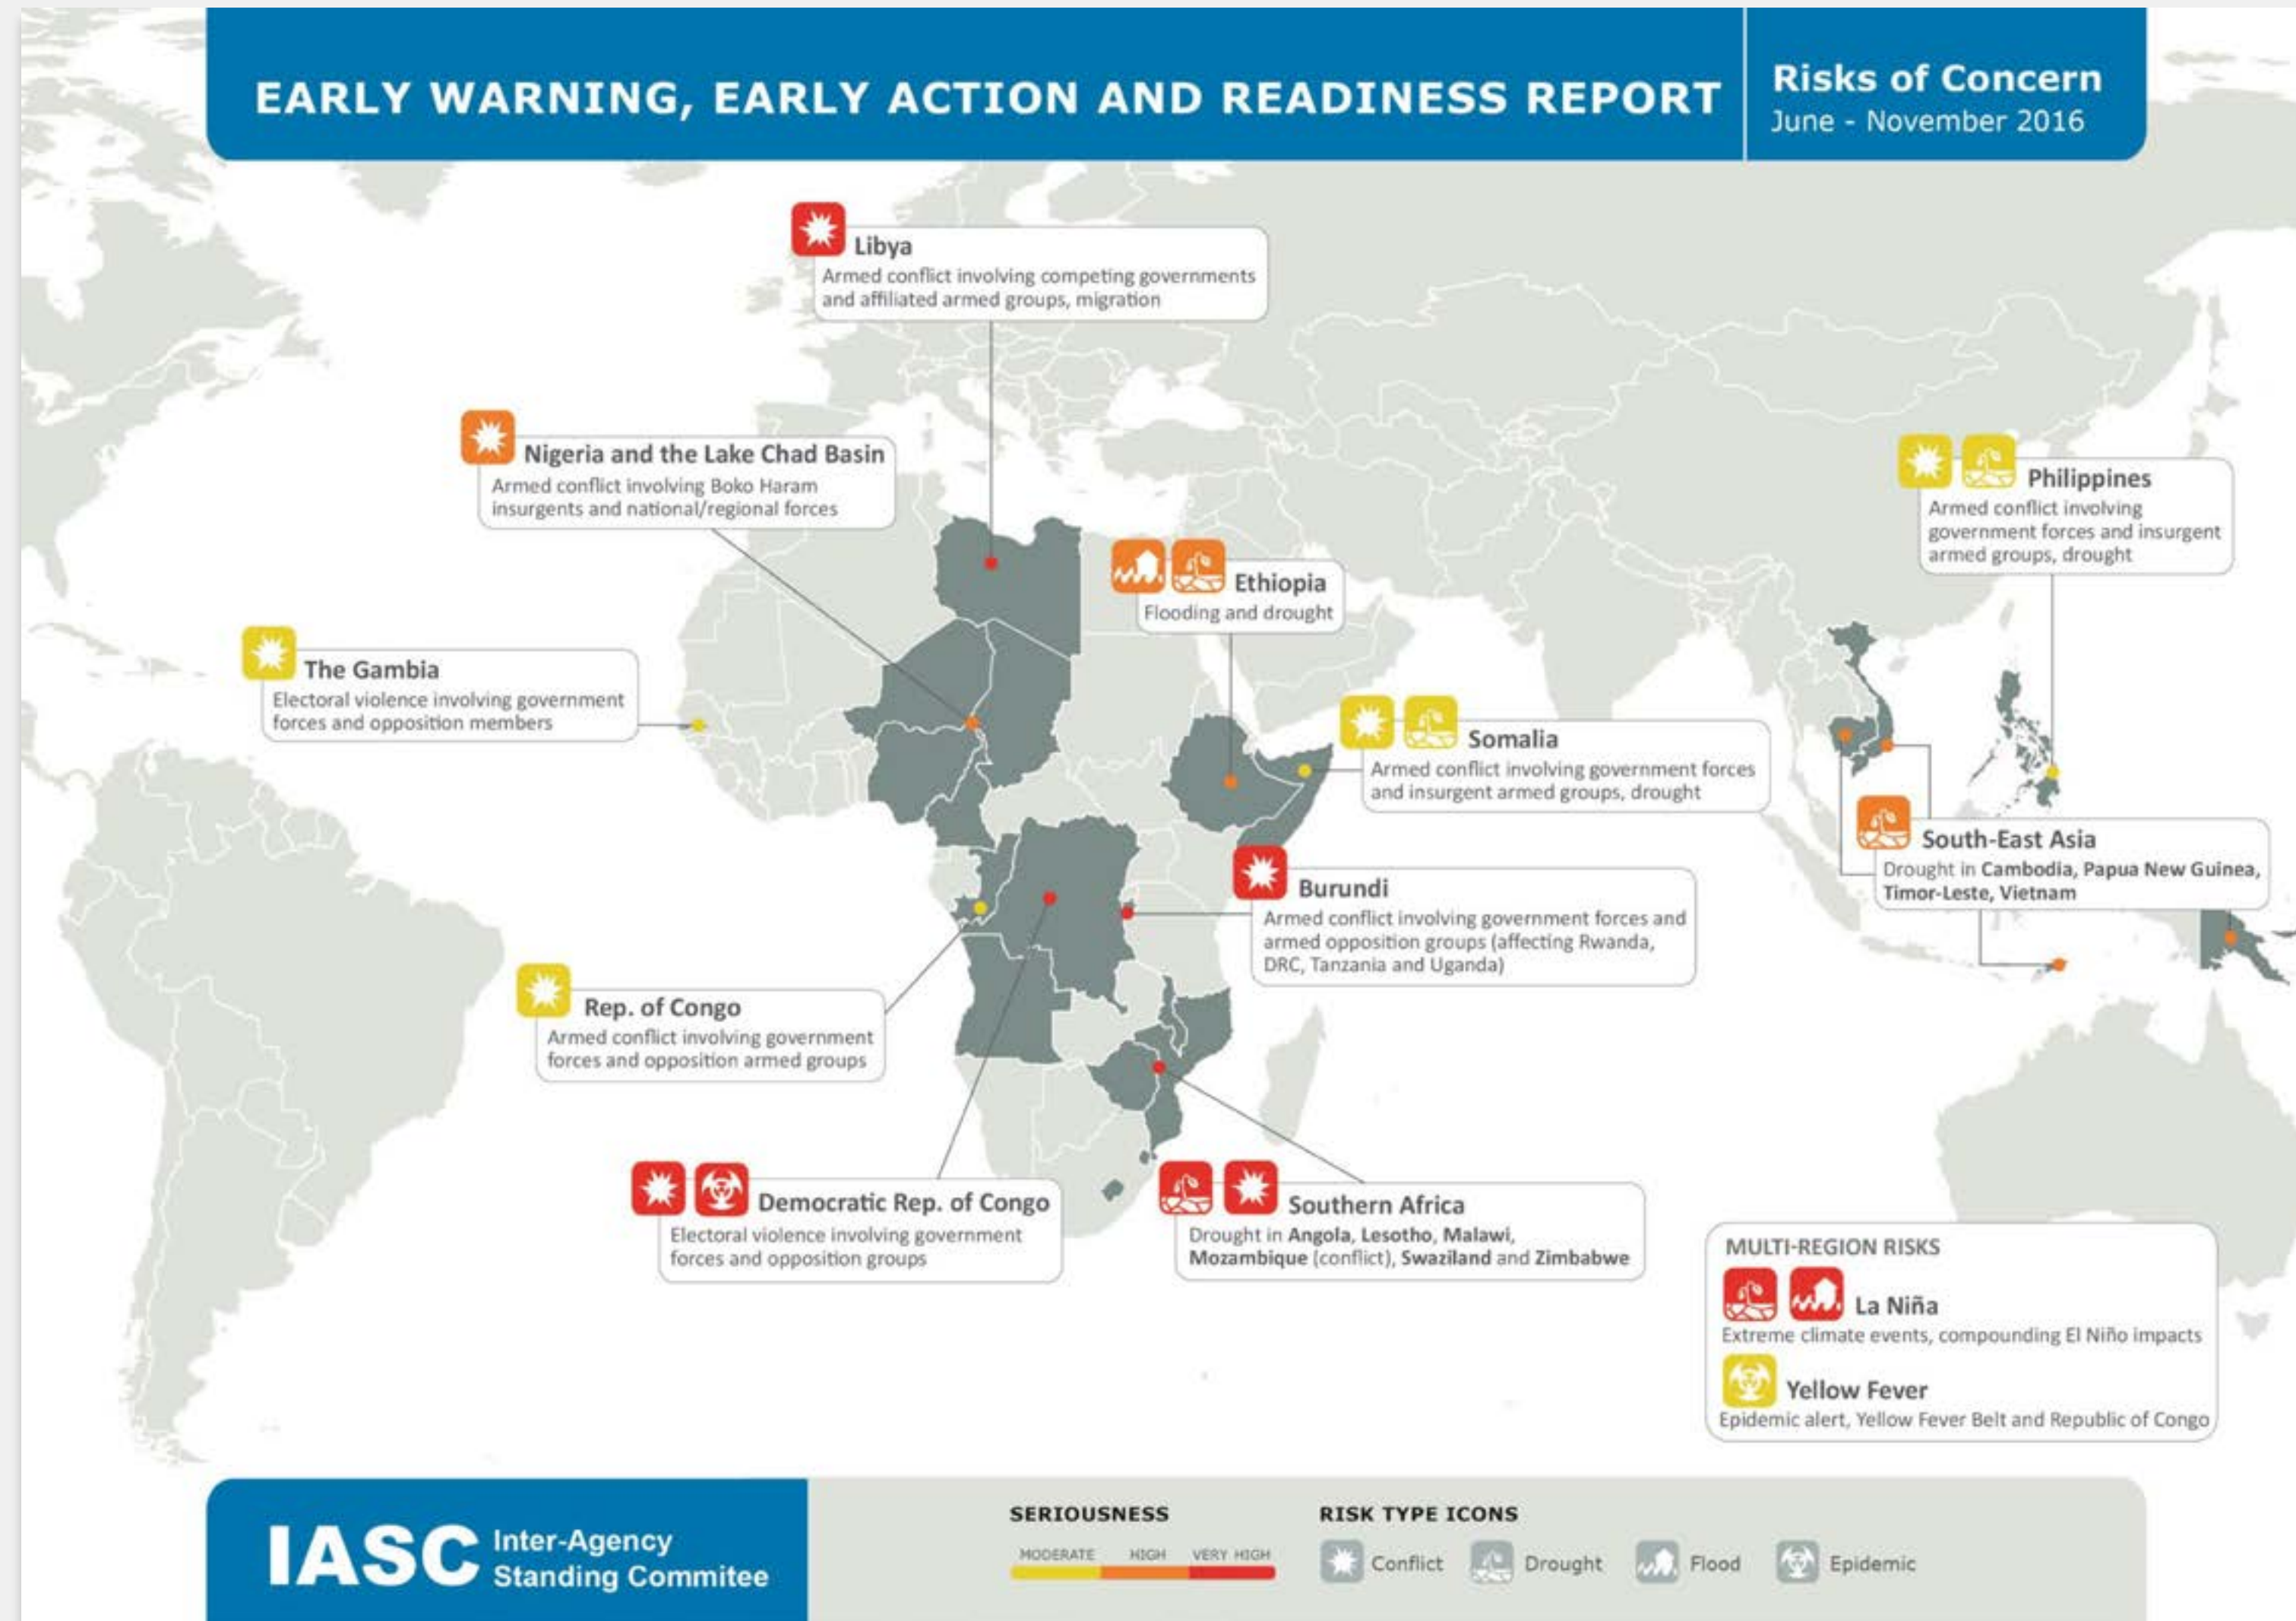 EARLY WARNING, EARLY ACTION AND READINESS REPORT
Risks of Concern
June - November 2016
Libya
Armed conflict involving competing governments
and affiliated armed groups, migration
Nigeria and the Lake Chad Basin
Armed conflict involving Boko Haram
insurgents and national/regional forces
Philippines
Armed conflict involving
government forces and insurgent
armed groups, drought
Ethiopia
Flooding and drought
The Gambia
Electoral violence involving government
forces and opposition members
Somalia
Armed conflict involving government forces
and insurgent armed groups, drought
South-East Asia
Drought in Cambodia, Papua New Guinea,
Timor-Leste, Vietnam
Burundi
Armed conflict involving government forces and
armed opposition groups (affecting Rwanda,
DRC, Tanzania and Uganda)
Rep. of Congo
Armed conflict involving government
forces and opposition armed groups
Democratic Rep. of Congo
Electoral violence involving government
forces and opposition groups
Southern Africa
Drought in Angola, Lesotho, Malawi,
Mozambique (conflict), Swaziland and Zimbabwe
MULTI-REGION RISKS
La Niña
Extreme climate events, compounding El Niño impacts
Yellow Fever
Epidemic alert, Yellow Fever Belt and Republic of Congo
IASC Inter-Agency
Standing Commitee
SERIOUSNESS
MODERATE HIGH VERY HIGH
RISK TYPE ICONS
Conflict Drought Flood Epidemic